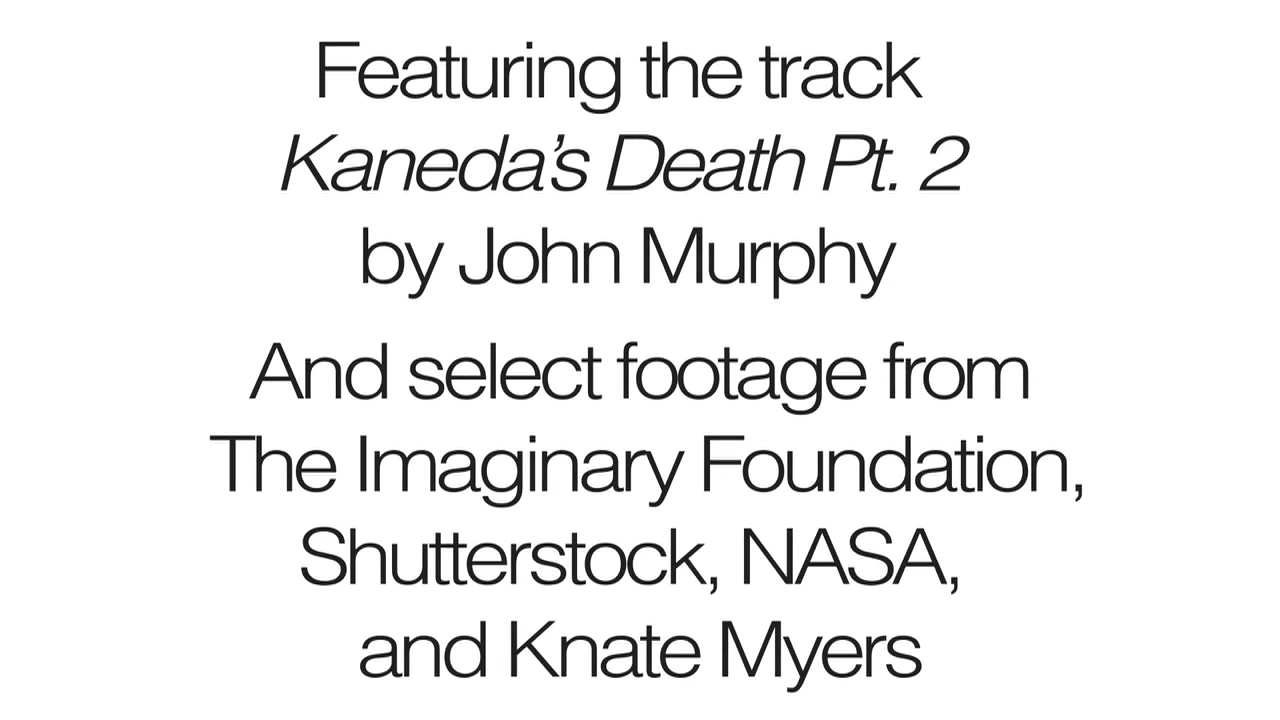 Featuring the track
Kaneda’s Death Pt. 2
by John Murphy
And select footage from
The Imaginary Foundation,
Shutterstock, NASA,
and Knate Myers